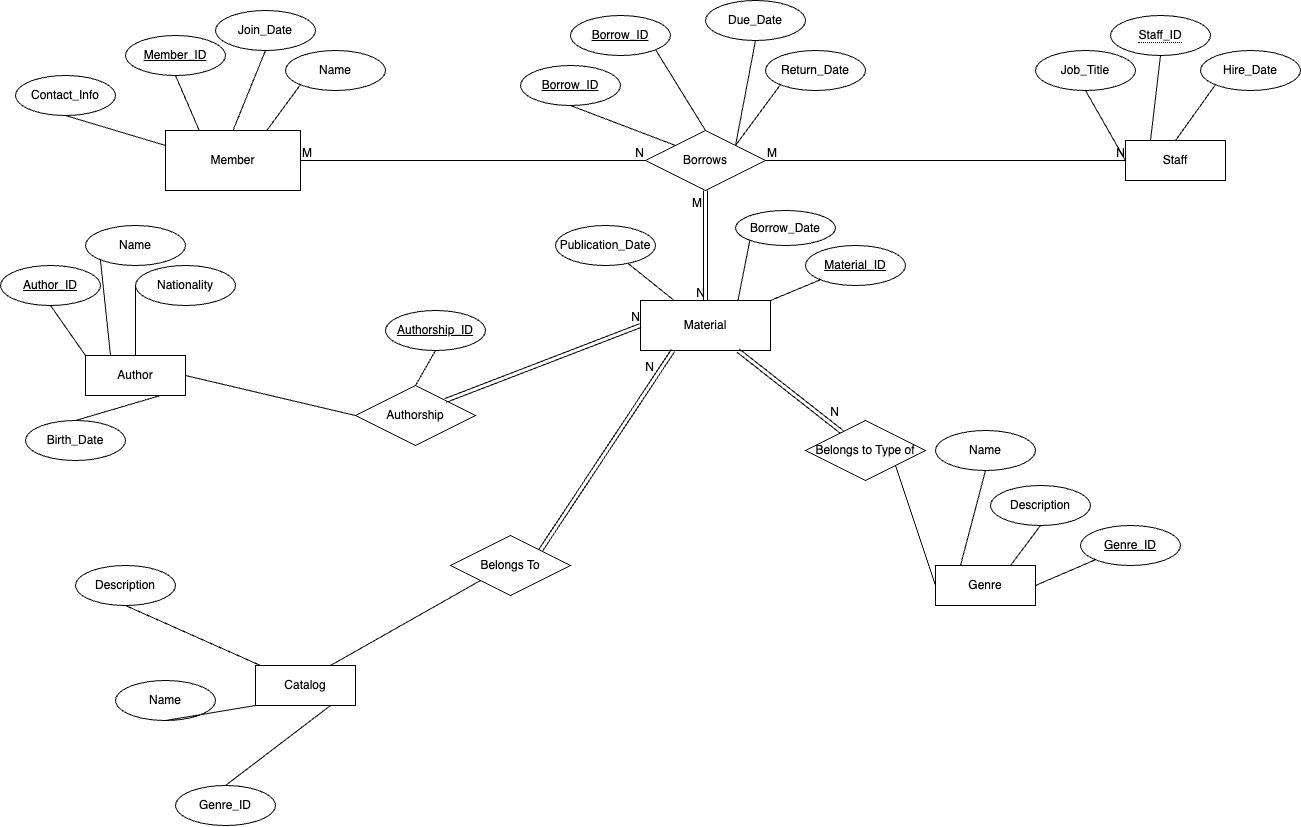 Join_Date
Member_ID
Name
Contact_Info
Member
M
Borrow_ID
Due_Date
Borrow_ID
Return_Date
N
Borrows
M
Staff_ID
Job_Title
Hire_Date
N
Staff
M
Publication_Date
Borrow_Date
Material_ID
N
Material
Name
Author_ID
Nationality
Author
Birth_Date
Authorship_ID
Authorship
N
N
N
Belongs to Type of
Name
Description
Genre_ID
Genre
Belongs To
Description
Catalog
Name
Genre_ID